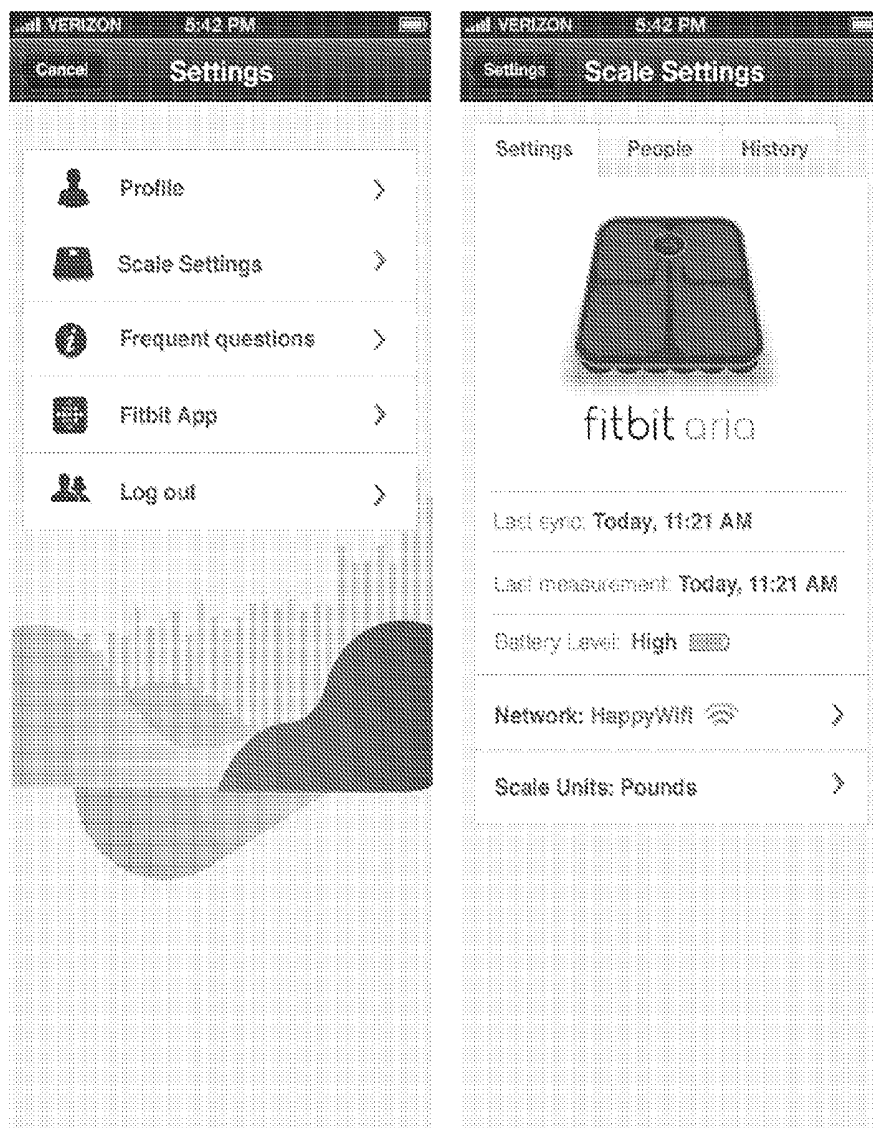 VERIZON 5:42 PM
Cancel Settings
Profile
Scale Settings
Frequent questions
Fitbit App
Log out
VERIZON 5:42 PM
Settings Scale Settings
Settings People History
fitbit aria
Last sync: Today, 11:21 AM
Last measurement: Today, 11:21 AM
Battery Level: High
Network: HappyWifi
Scale Units: Pounds